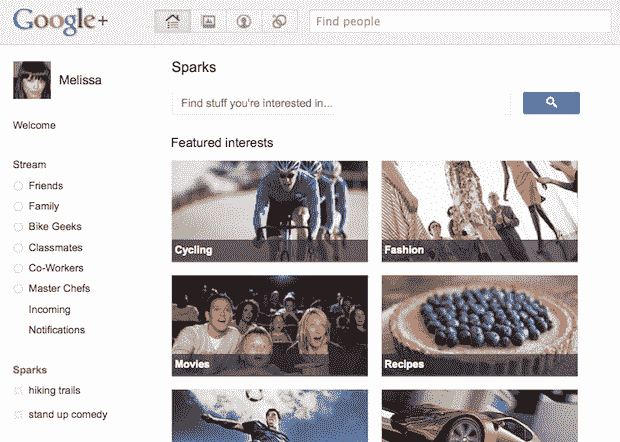 Google+
Find people
Melissa
Welcome
Stream
Friends
Family
Bike Geeks
Classmates
Co-Workers
Master Chefs
Incoming
Notifications
Sparks
hiking trails
stand up comedy
Sparks
Find stuff you're interested in...
Featured interests
Cycling
Fashion
Movies
Recipes